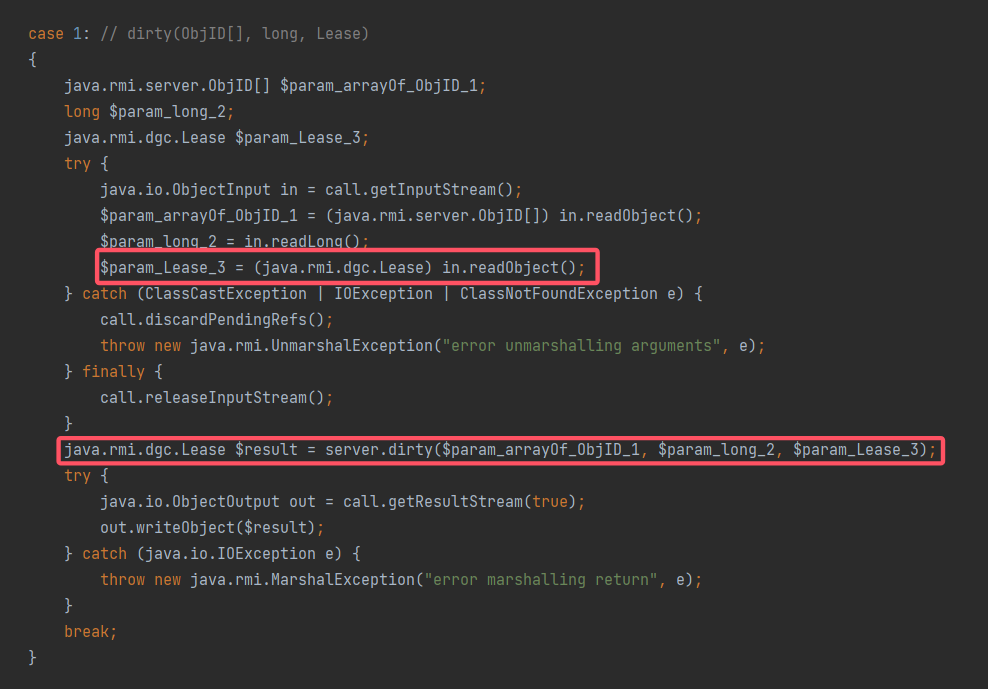 case 1: // dirty(ObjID[], long, Lease)
{
java.rmi.server.ObjID[] $param_arrayOf_ObjID_1;
long $param_long_2;
java.rmi.dgc.Lease $param_Lease_3;
try {
java.io.ObjectInput in = call.getInputStream();
$param_arrayOf_ObjID_1 = (java.rmi.server.ObjID[]) in.readObject();
$param_long_2 = in.readLong();
$param_Lease_3 = (java.rmi.dgc.Lease) in.readObject();
} catch (ClassCastException | IOException | ClassNotFoundException e) {
call.discardPendingRefs();
throw new java.rmi.UnmarshalException("error unmarshalling arguments", e);
} finally {
call.releaseInputStream();
}
java.rmi.dgc.Lease $result = server.dirty($param_arrayOf_ObjID_1, $param_long_2, $param_Lease_3);
try {
java.io.ObjectOutput out = call.getResultStream(true);
out.writeObject($result);
} catch (java.io.IOException e) {
throw new java.rmi.MarshalException("error marshalling return", e);
}
break;
}